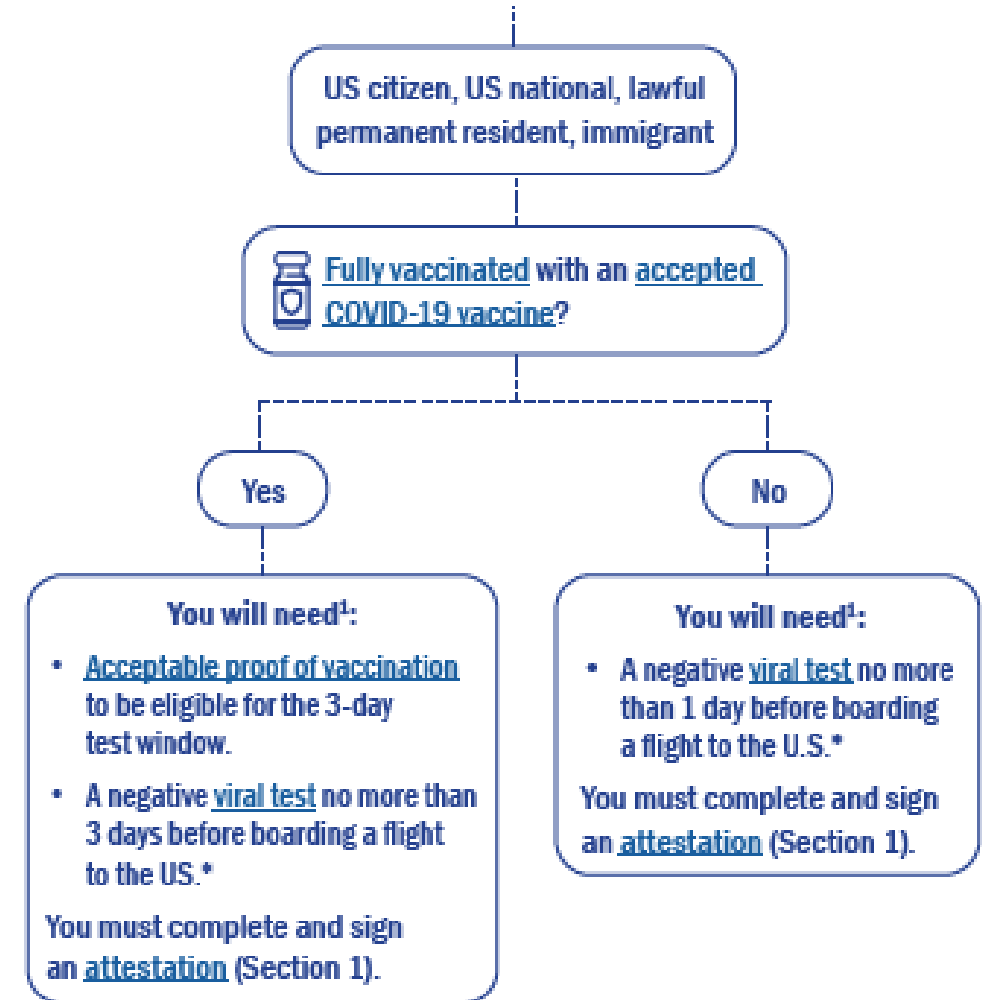 US citizen, US national, lawful
permanent resident, immigrant
Fully vaccinated with an accepted
COVID-19 vaccine?
Yes
No
You will need¹:
• Acceptable proof of vaccination
to be eligible for the 3-day
test window.
• A negative viral test no more than
3 days before boarding a flight
to the US.*
You must complete and sign
an attestation (Section 1).
You will need¹:
• A negative viral test no more
than 1 day before boarding
a flight to the U.S.*
You must complete and sign
an attestation (Section 1).